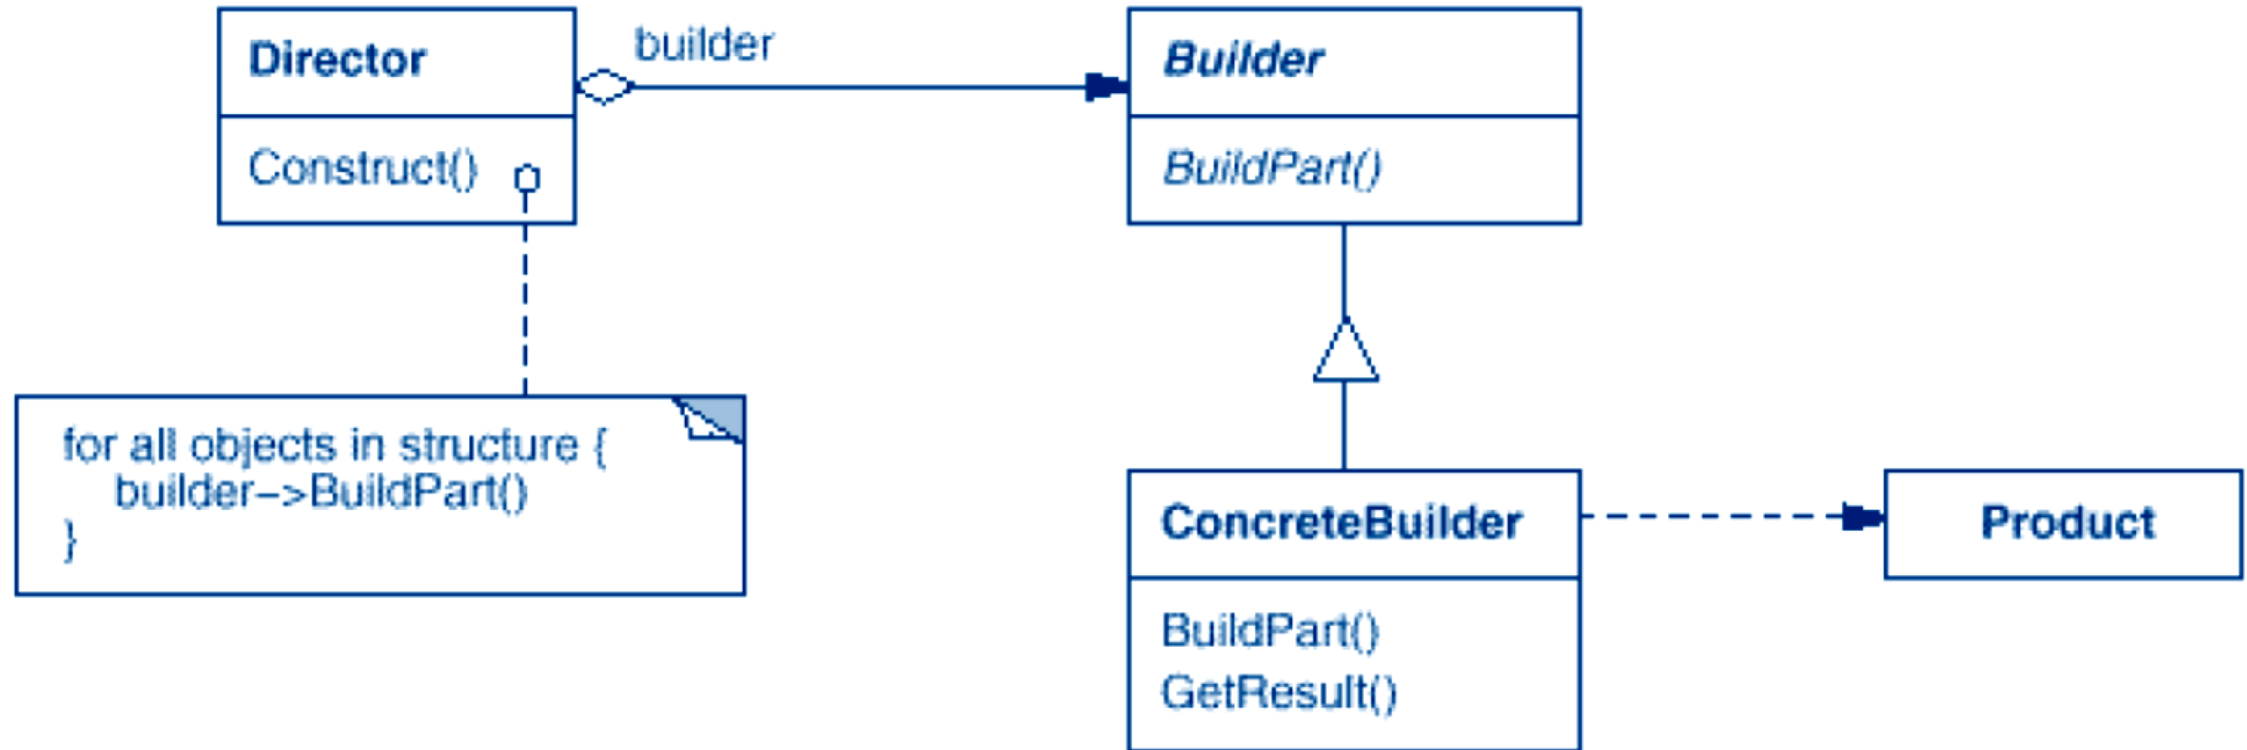 Director
Construct()
builder
Builder
BuildPart()
for all objects in structure {
builder–>BuildPart()
}
ConcreteBuilder
BuildPart()
GetResult()
Product